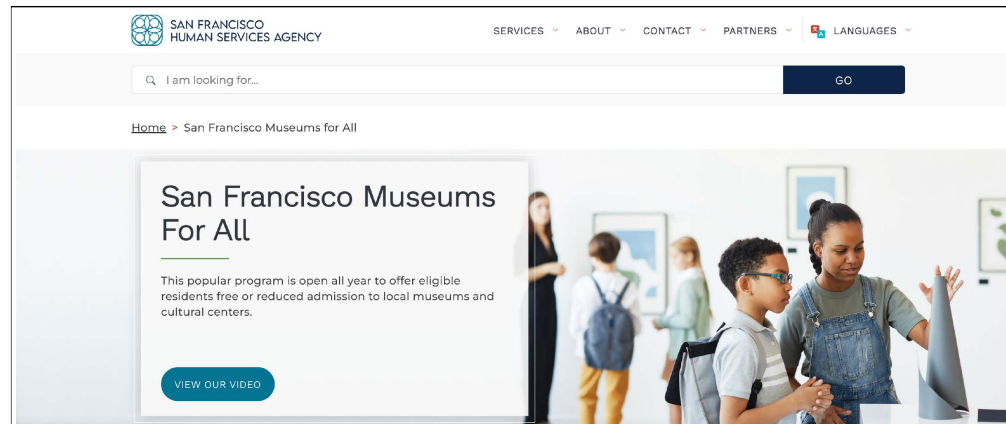 SAN FRANCISCO
HUMAN SERVICES AGENCY
SERVICES ABOUT CONTACT PARTNERS LANGUAGES
I am looking for...
GO
Home > San Francisco Museums for All
San Francisco Museums
For All
This popular program is open all year to offer eligible
residents free or reduced admission to local museums and
cultural centers.
VIEW OUR VIDEO